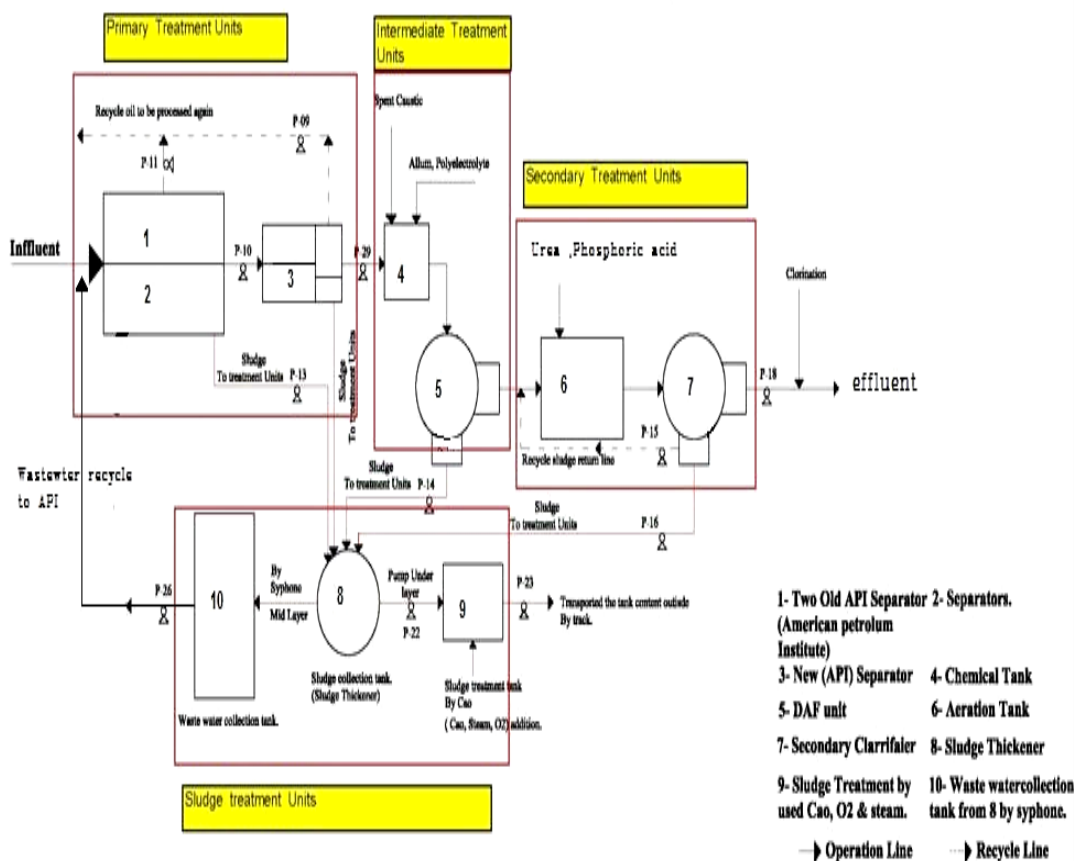 Primary Treatment Units
Intermediate Treatment
Units
Spent Caustic
Recycle oil to be processed again
P-09
P-11
Allum, Polyelectrolyte
Secondary Treatment Units
Inffluent
1
2
P-10
3
P-29
4
Urea ,Phosphoric acid
Clorination
Sludge
To treatment Units
P-13
Sludge
To treatment Units
5
6
7
P-18
effluent
P-15
Recycle sludge return line
Wastewter recycle
to API
Sludge
To treatment Units
P-14
Sludge
To treatment Units
P-16
P-26
10
By
Syphone
Mid Layer
8
Pump Under
layer
P-22
9
P-23
Transported the tank content outside
By track.
Waste water collection tank.
Sludge collection tank.
(Sludge Thickener)
Sludge treatment tank
By Cao
( Cao, Steam, O2) addition.
Sludge treatment Units
1- Two Old API Separator 2- Separators.
(American petrolum
Institute)
3- New (API) Separator 4- Chemical Tank
5- DAF unit 6- Aeration Tank
7- Secondary Clarrifaier 8- Sludge Thickener
9- Sludge Treatment by
used Cao, O2 & steam.
10- Waste watercollection
tank from 8 by syphone.
Operation Line Recycle Line